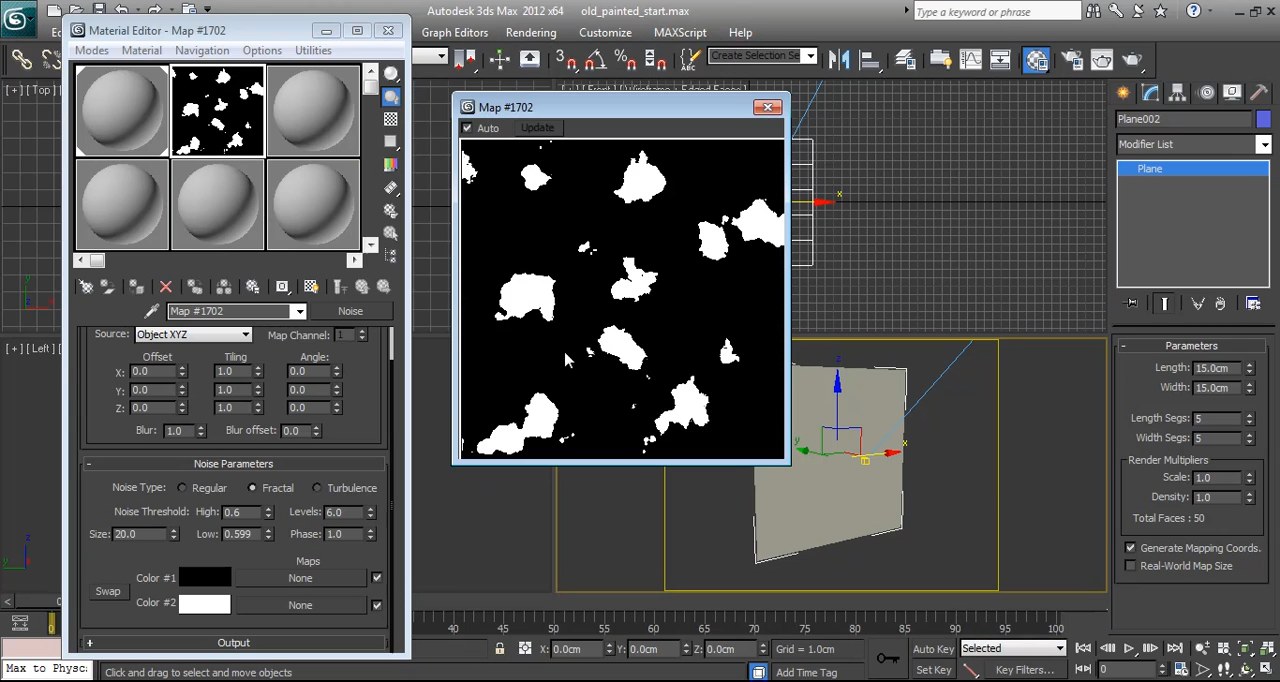 Autodesk 3ds Max 2012 x64 old_painted_start.max
Type a keyword or phrase
Material Editor - Map #1702
Graph Editors Rendering Customize MAXScript Help
Modes Material Navigation Options Utilities
Create Selection Se
[+] [Top]
Map #1702
Auto Update
Plane002
Modifier List
Plane
x
Map #1702 Noise
Source: Object XYZ Map Channel: 1
Offset Tiling Angle:
X: 0.0 1.0 0.0
Y: 0.0 1.0 0.0
Z: 0.0 1.0 0.0
Blur: 1.0 Blur offset: 0.0
[+] [Left]
Noise Parameters
Noise Type: Regular Fractal Turbulence
Noise Threshold: High: 0.6 Levels: 6.0
Size: 20.0 Low: 0.599 Phase: 1.0
Maps
Color #1 None
Swap
Color #2 None
Output
z
y
x
Parameters
Length: 15.0cm
Width: 15.0cm
Length Segs: 5
Width Segs: 5
Render Multipliers
Scale: 1.0
Density: 1.0
Total Faces : 50
Generate Mapping Coords.
Real-World Map Size
40 45 50 55 60 65 70 75 80 85 90 95 100
X: 0.0cm Y: 0.0cm Z: 0.0cm Grid = 1.0cm
Auto Key Selected
Set Key Key Filters... 0
Max to Physc:
Click and drag to select and move objects
Add Time Tag